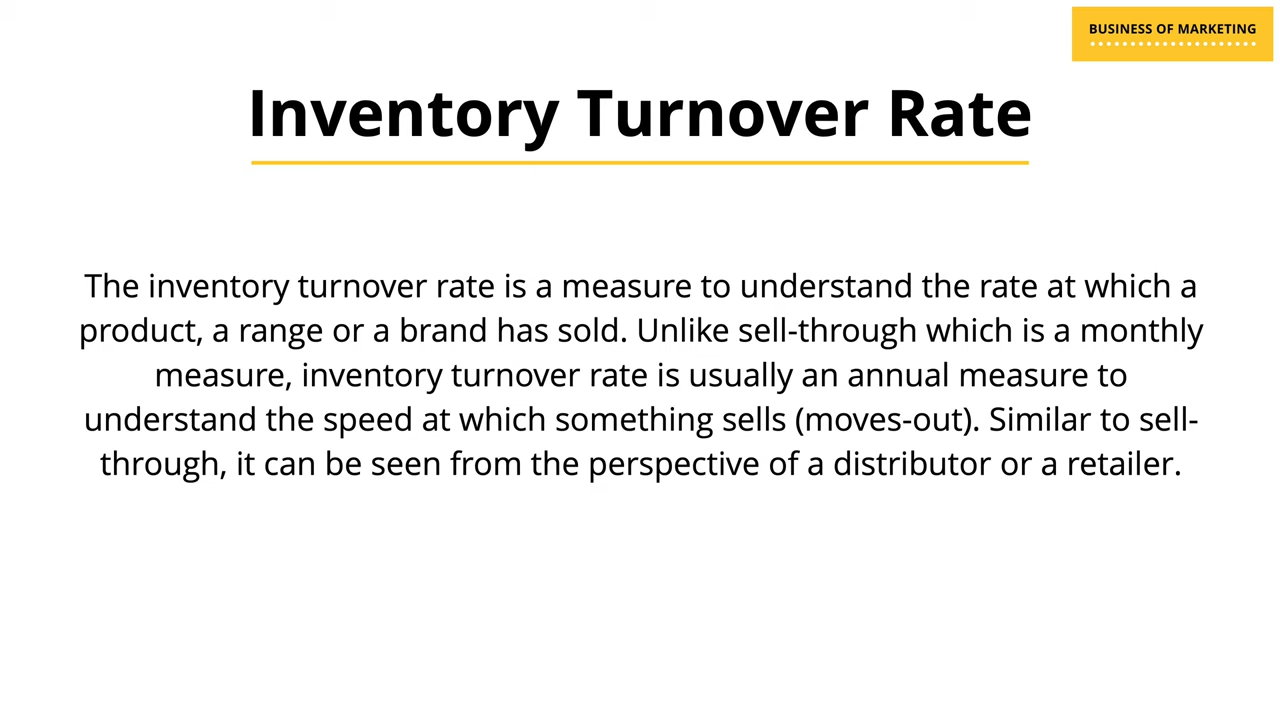 BUSINESS OF MARKETING
Inventory Turnover Rate
The inventory turnover rate is a measure to understand the rate at which a
product, a range or a brand has sold. Unlike sell-through which is a monthly
measure, inventory turnover rate is usually an annual measure to
understand the speed at which something sells (moves-out). Similar to sell-
through, it can be seen from the perspective of a distributor or a retailer.